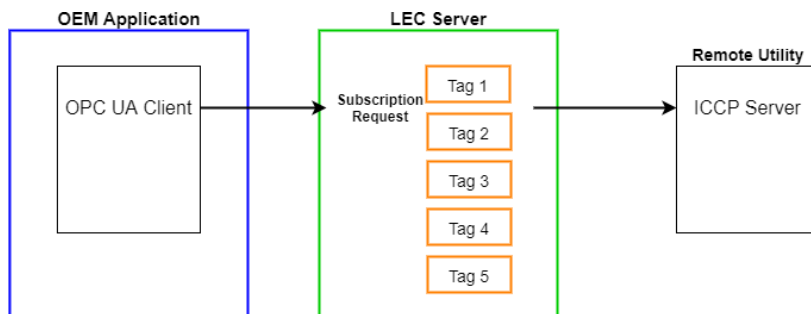 OEM Application
LEC Server
Remote Utility
OPC UA Client
Subscription
Request
Tag 1
Tag 2
Tag 3
Tag 4
Tag 5
ICCP Server